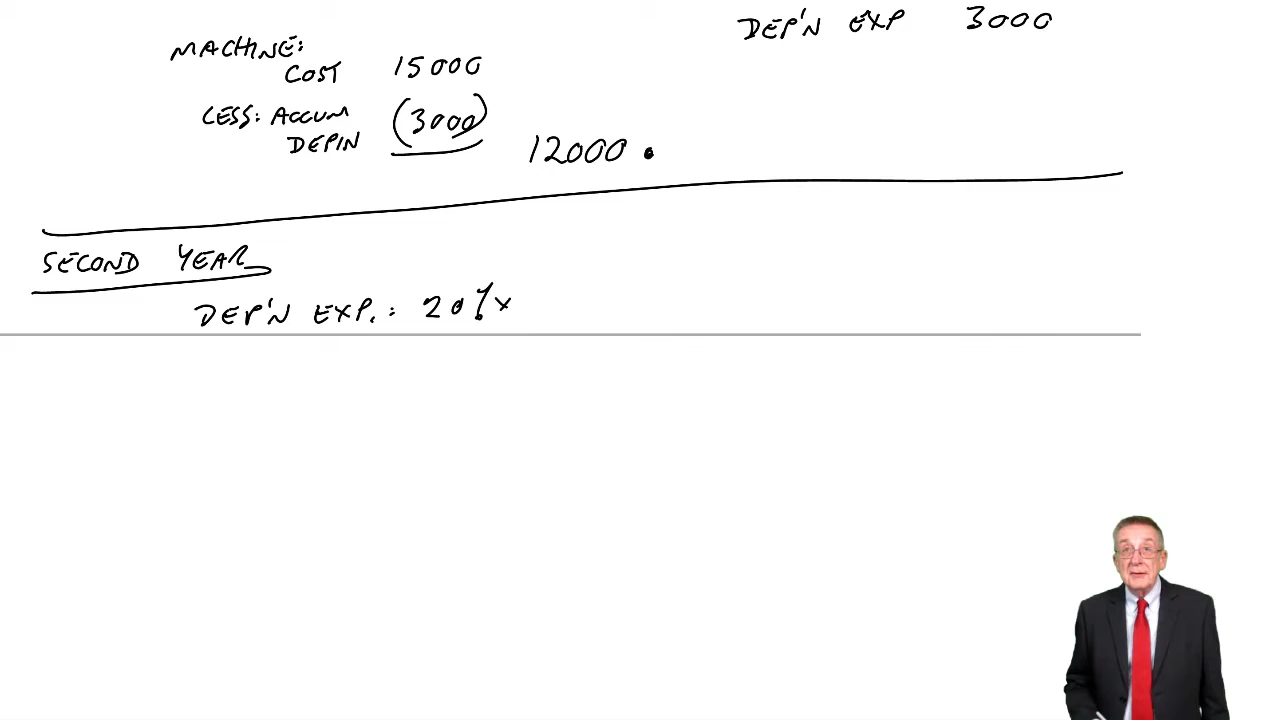 DEP'N EXP 3000
MACHINE:
COST 15000
LESS: ACCUM
DEP'N (3000)
12000
SECOND YEAR
DEP'N EXP. : 20% x